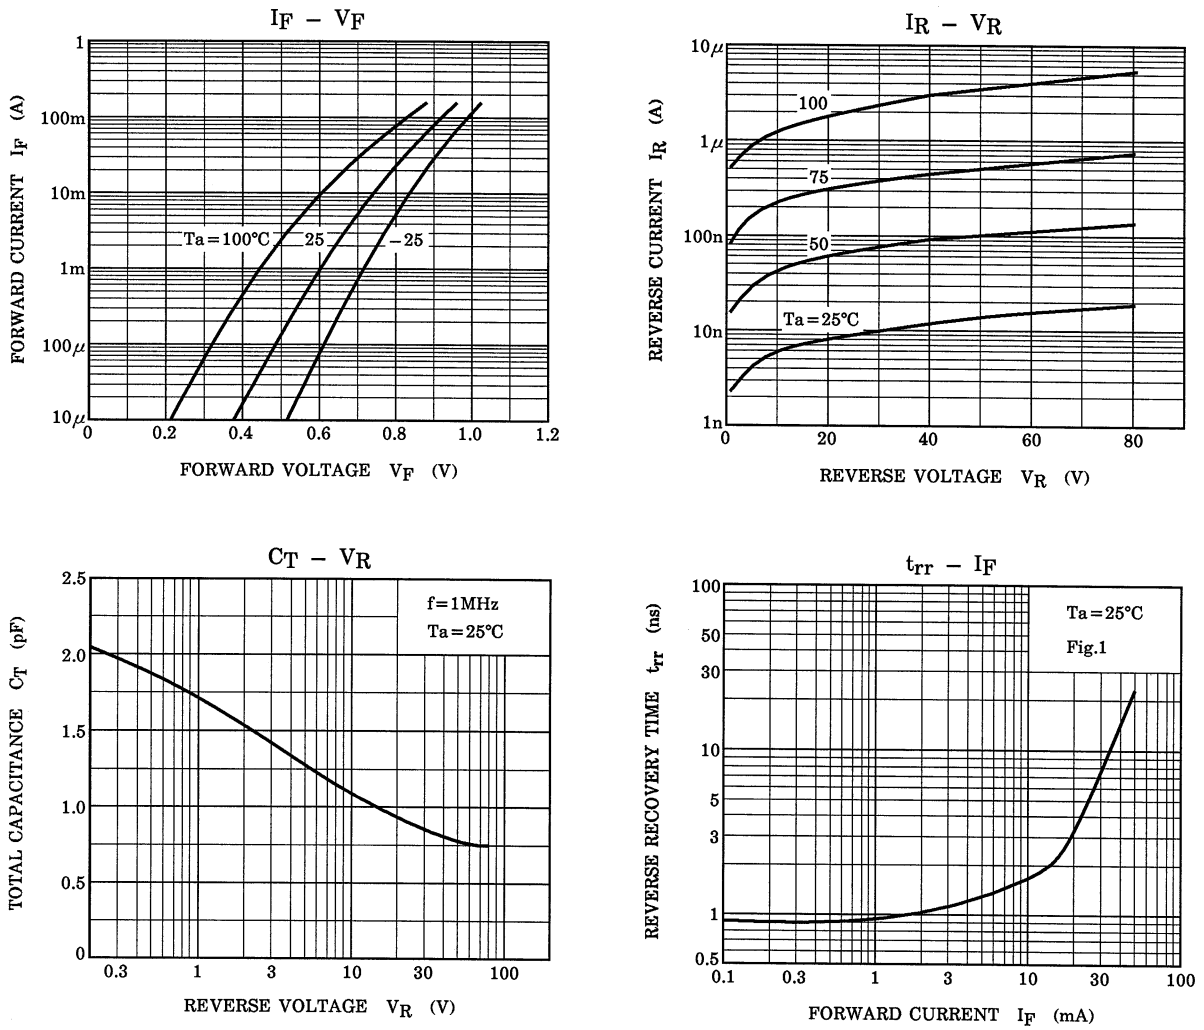 IF – VF
FORWARD CURRENT IF (A)
1
100m
10m
1m
100μ
10μ
Ta=100°C
25
−25
0
0.2
0.4
0.6
0.8
1.0
1.2
FORWARD VOLTAGE VF (V)
IR – VR
REVERSE CURRENT IR (A)
10μ
1μ
100n
10n
1n
100
75
50
Ta=25°C
0
20
40
60
80
REVERSE VOLTAGE VR (V)
CT – VR
TOTAL CAPACITANCE CT (pF)
2.5
2.0
1.5
1.0
0.5
0
f=1MHz
Ta=25°C
0.3
1
3
10
30
100
REVERSE VOLTAGE VR (V)
trr – IF
REVERSE RECOVERY TIME trr (ns)
100
50
30
10
5
3
1
0.5
Ta=25°C
Fig.1
0.1
0.3
1
3
10
30
100
FORWARD CURRENT IF (mA)